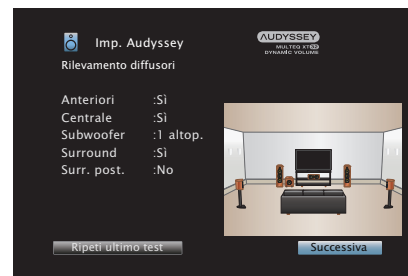 Imp. Audyssey
AUDYSSEY
MULTEQ XT32
DYNAMIC VOLUME
Rilevamento diffusori
Anteriori :Sì
Centrale :Sì
Subwoofer :1 altop.
Surround :Sì
Surr. post. :No
Ripeti ultimo test
Successiva